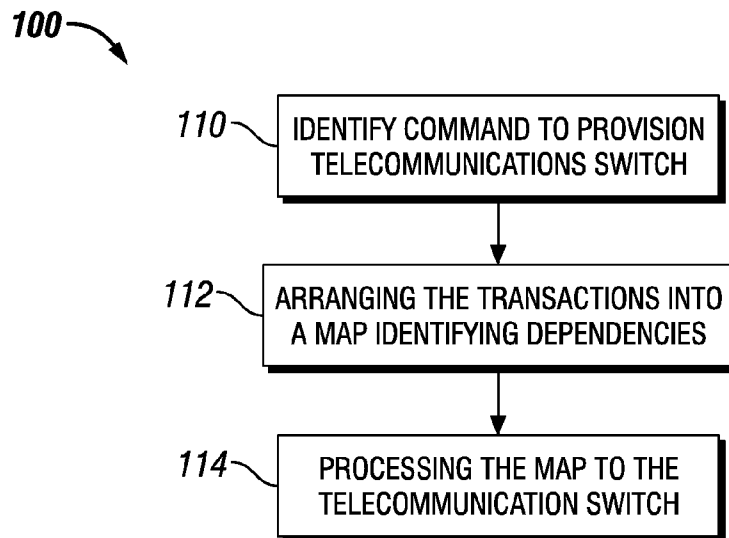 100
110
IDENTIFY COMMAND TO PROVISION
TELECOMMUNICATIONS SWITCH
112
ARRANGING THE TRANSACTIONS INTO
A MAP IDENTIFYING DEPENDENCIES
114
PROCESSING THE MAP TO THE
TELECOMMUNICATION SWITCH